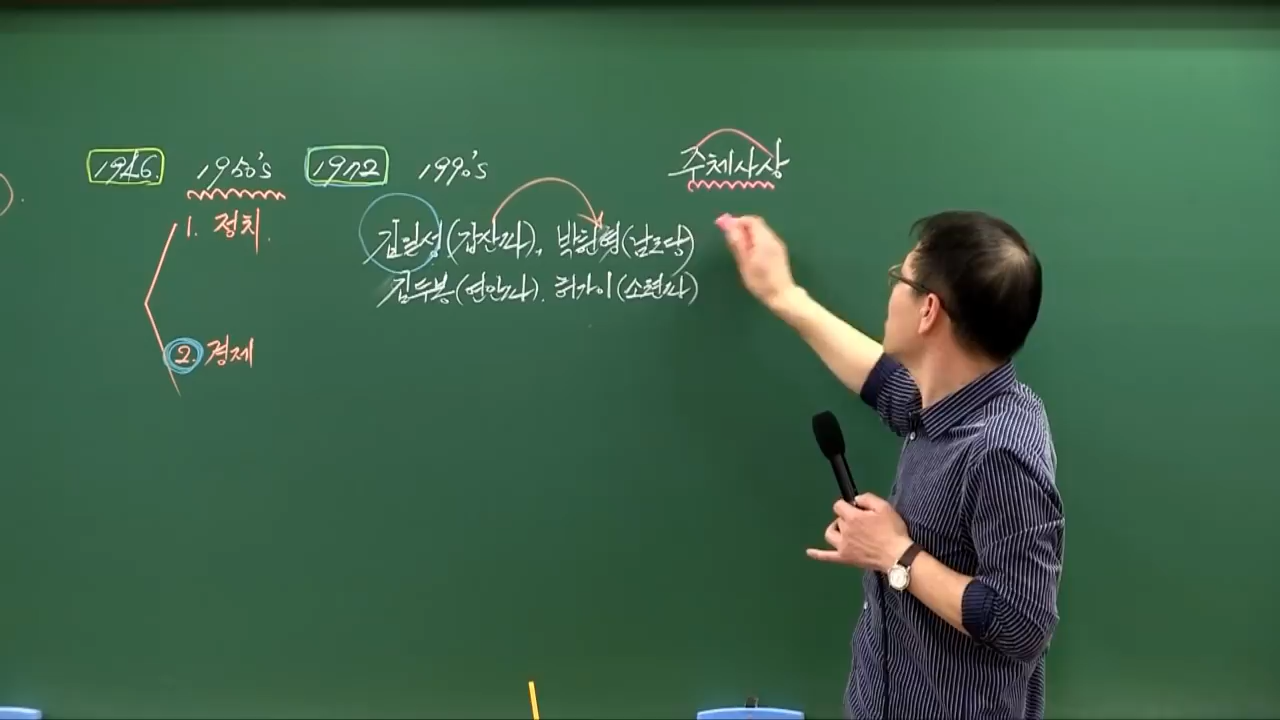 1946. 1950's 1972 1990's 주체사상
1. 정치. 김일성(갑산파), 박헌영(남로당)
김두봉(연안파). 허가이(소련파)
2. 경제